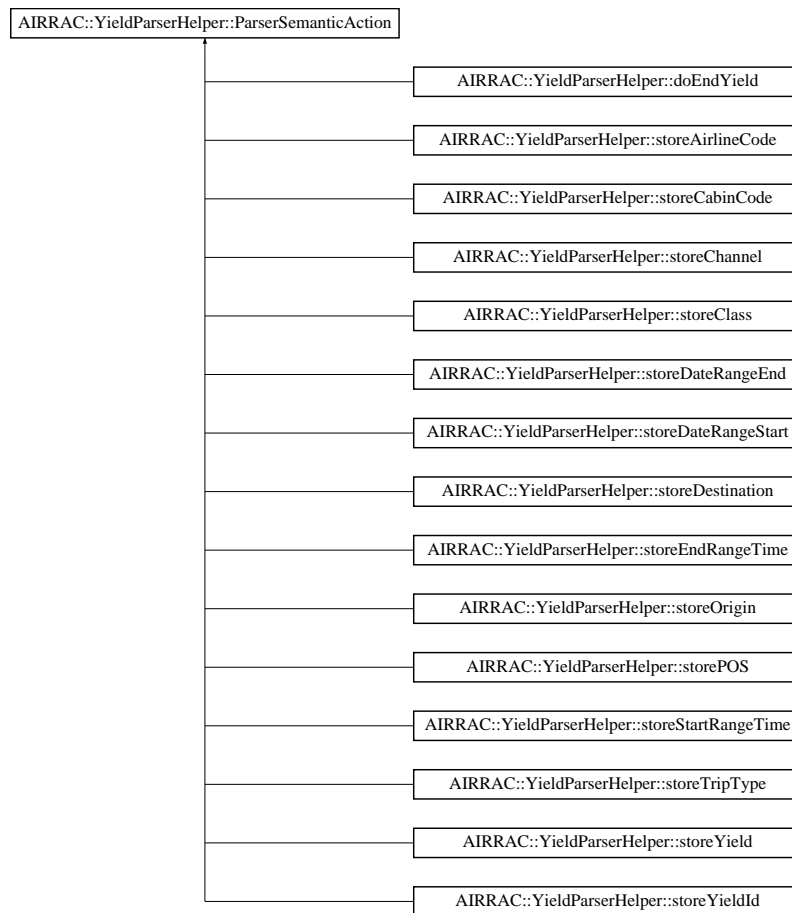 AIRRAC::YieldParserHelper::ParserSemanticAction
AIRRAC::YieldParserHelper::doEndYield
AIRRAC::YieldParserHelper::storeAirlineCode
AIRRAC::YieldParserHelper::storeCabinCode
AIRRAC::YieldParserHelper::storeChannel
AIRRAC::YieldParserHelper::storeClass
AIRRAC::YieldParserHelper::storeDateRangeEnd
AIRRAC::YieldParserHelper::storeDateRangeStart
AIRRAC::YieldParserHelper::storeDestination
AIRRAC::YieldParserHelper::storeEndRangeTime
AIRRAC::YieldParserHelper::storeOrigin
AIRRAC::YieldParserHelper::storePOS
AIRRAC::YieldParserHelper::storeStartRangeTime
AIRRAC::YieldParserHelper::storeTripType
AIRRAC::YieldParserHelper::storeYield
AIRRAC::YieldParserHelper::storeYieldId